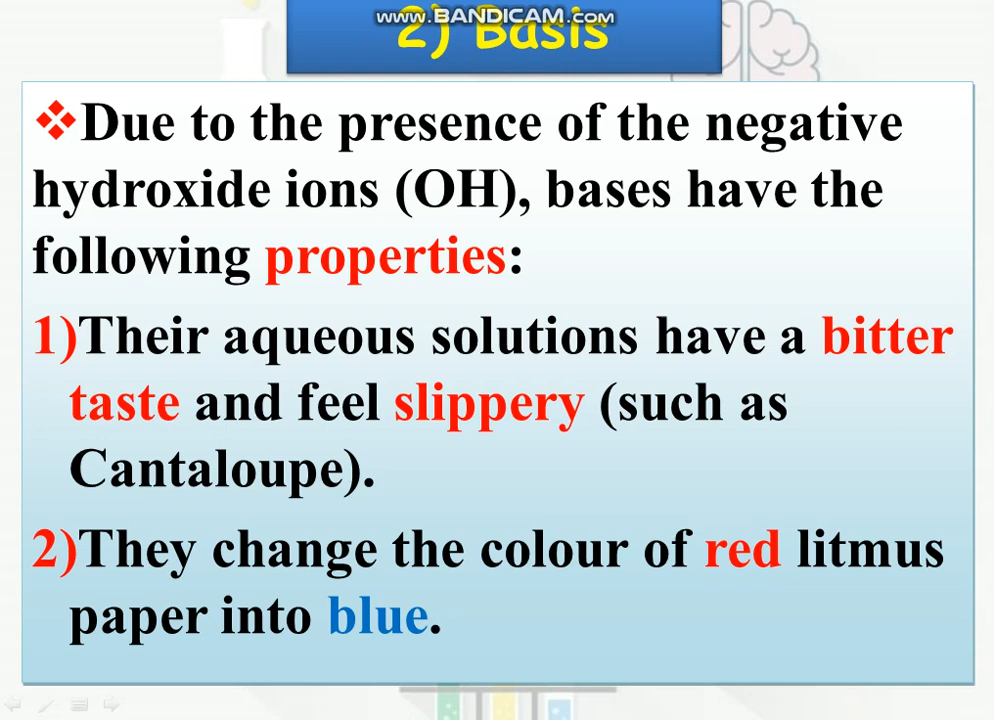 www.BANDICAM.com
2) Basis
❖Due to the presence of the negative
hydroxide ions (OH), bases have the
following properties:
1)Their aqueous solutions have a bitter
taste and feel slippery (such as
Cantaloupe).
2)They change the colour of red litmus
paper into blue.